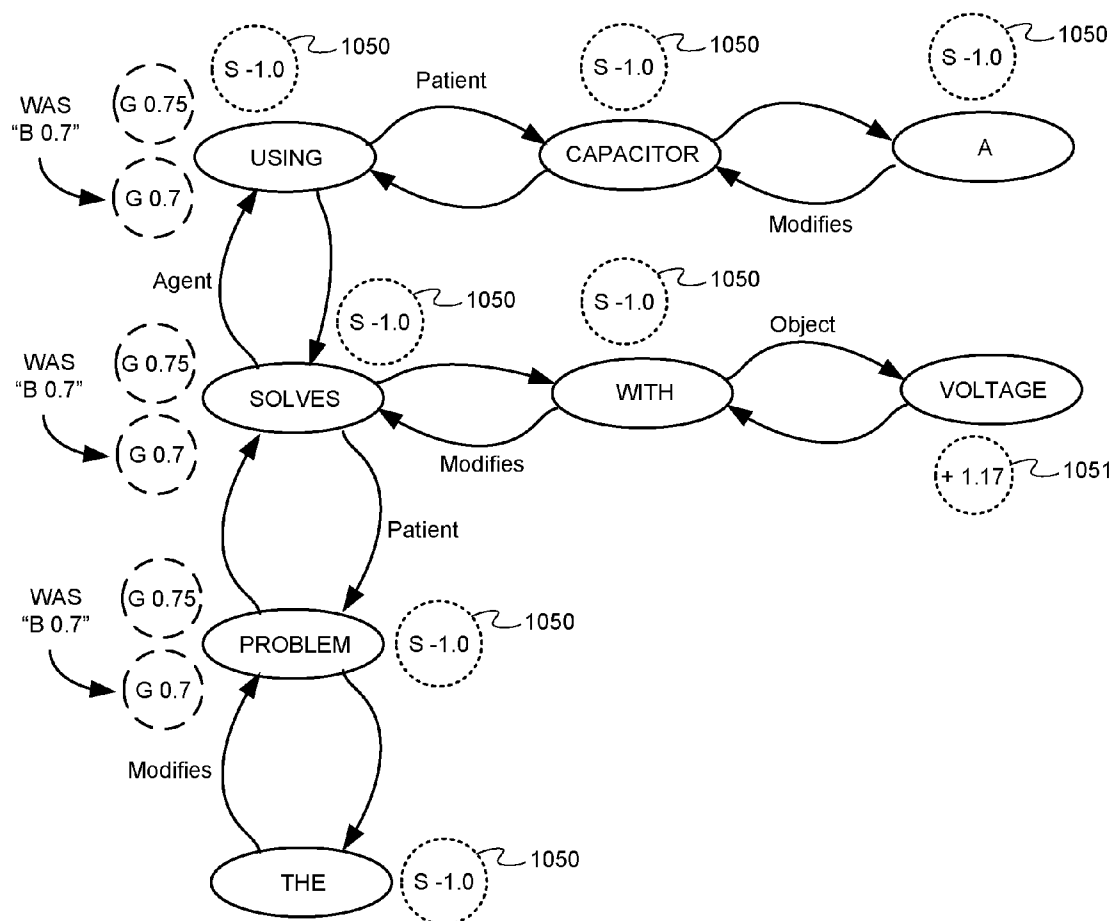 S -1.0
1050
S -1.0
1050
S -1.0
1050
Patient
WAS
"B 0.7"
G 0.75
G 0.7
USING
CAPACITOR
A
Modifies
Agent
S -1.0
1050
S -1.0
1050
Object
WAS
"B 0.7"
G 0.75
G 0.7
SOLVES
WITH
VOLTAGE
Modifies
+ 1.17
1051
Patient
WAS
"B 0.7"
G 0.75
G 0.7
PROBLEM
S -1.0
1050
Modifies
THE
S -1.0
1050